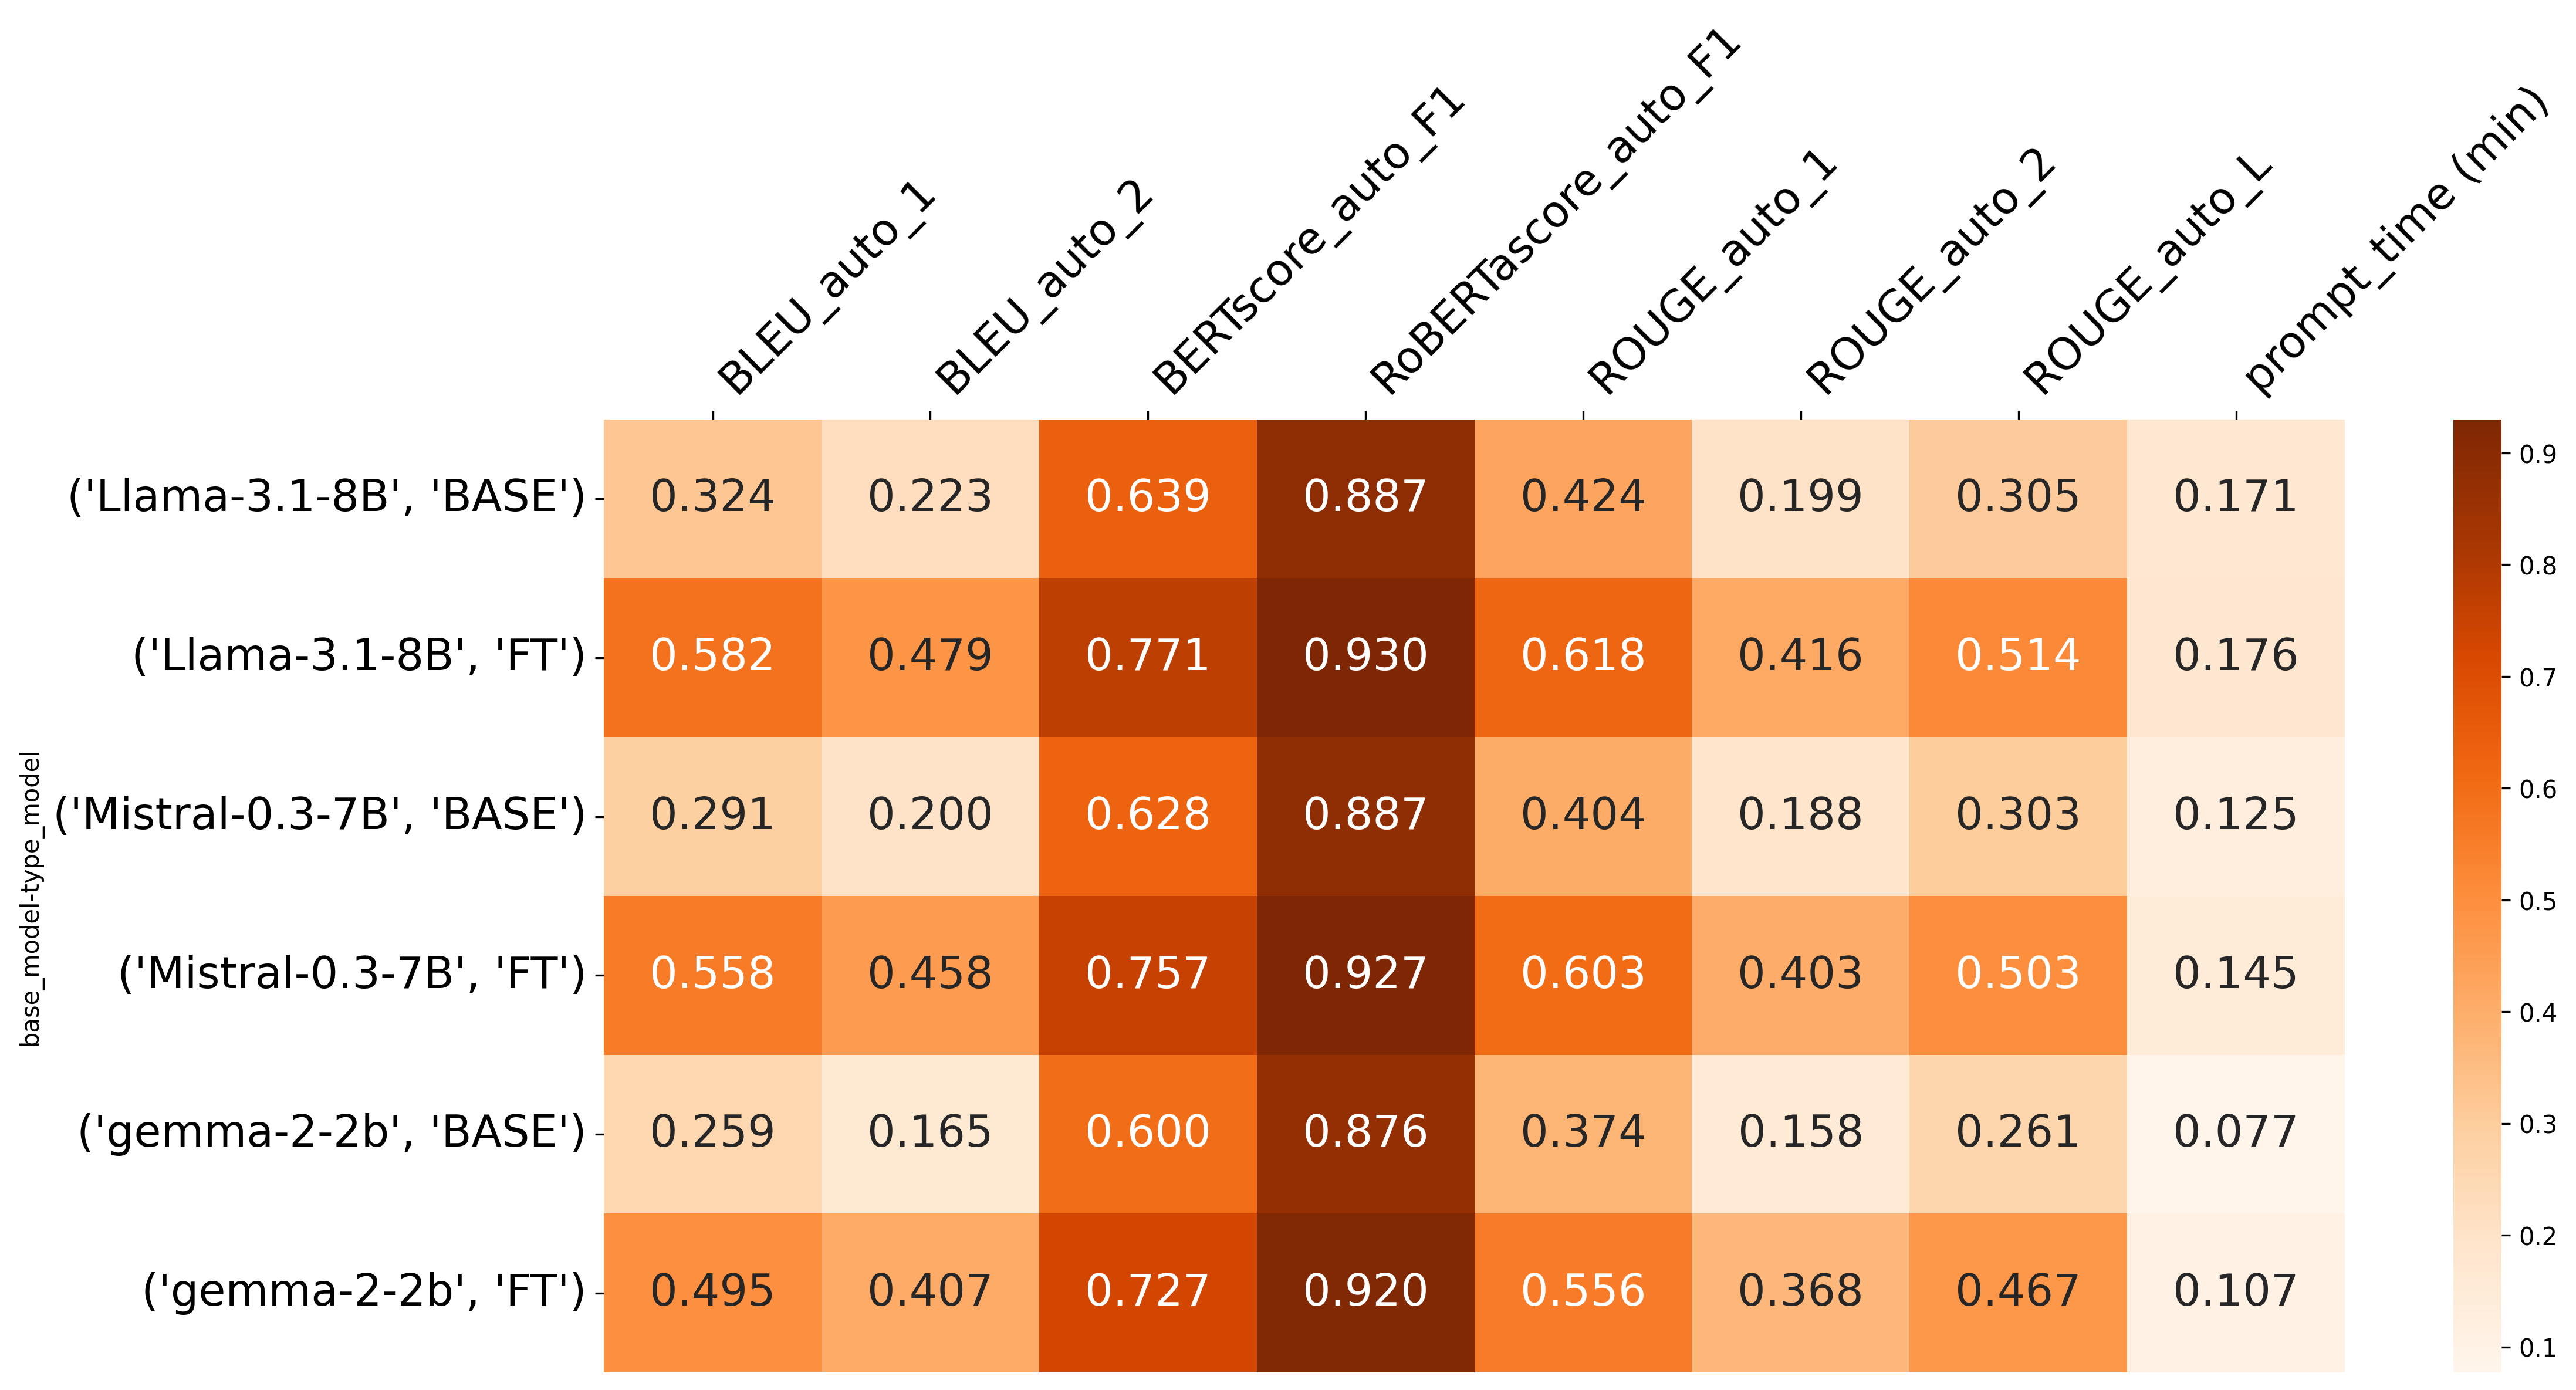 BLEU_auto_1
BLEU_auto_2
BERTscore_auto_F1
RoBERTascore_auto_F1
ROUGE_auto_1
ROUGE_auto_2
ROUGE_auto_L
prompt_time (min)
base_model-type_model
('Llama-3.1-8B', 'BASE') 0.324 0.223 0.639 0.887 0.424 0.199 0.305 0.171
('Llama-3.1-8B', 'FT') 0.582 0.479 0.771 0.930 0.618 0.416 0.514 0.176
('Mistral-0.3-7B', 'BASE') 0.291 0.200 0.628 0.887 0.404 0.188 0.303 0.125
('Mistral-0.3-7B', 'FT') 0.558 0.458 0.757 0.927 0.603 0.403 0.503 0.145
('gemma-2-2b', 'BASE') 0.259 0.165 0.600 0.876 0.374 0.158 0.261 0.077
('gemma-2-2b', 'FT') 0.495 0.407 0.727 0.920 0.556 0.368 0.467 0.107
0.9
0.8
0.7
0.6
0.5
0.4
0.3
0.2
0.1